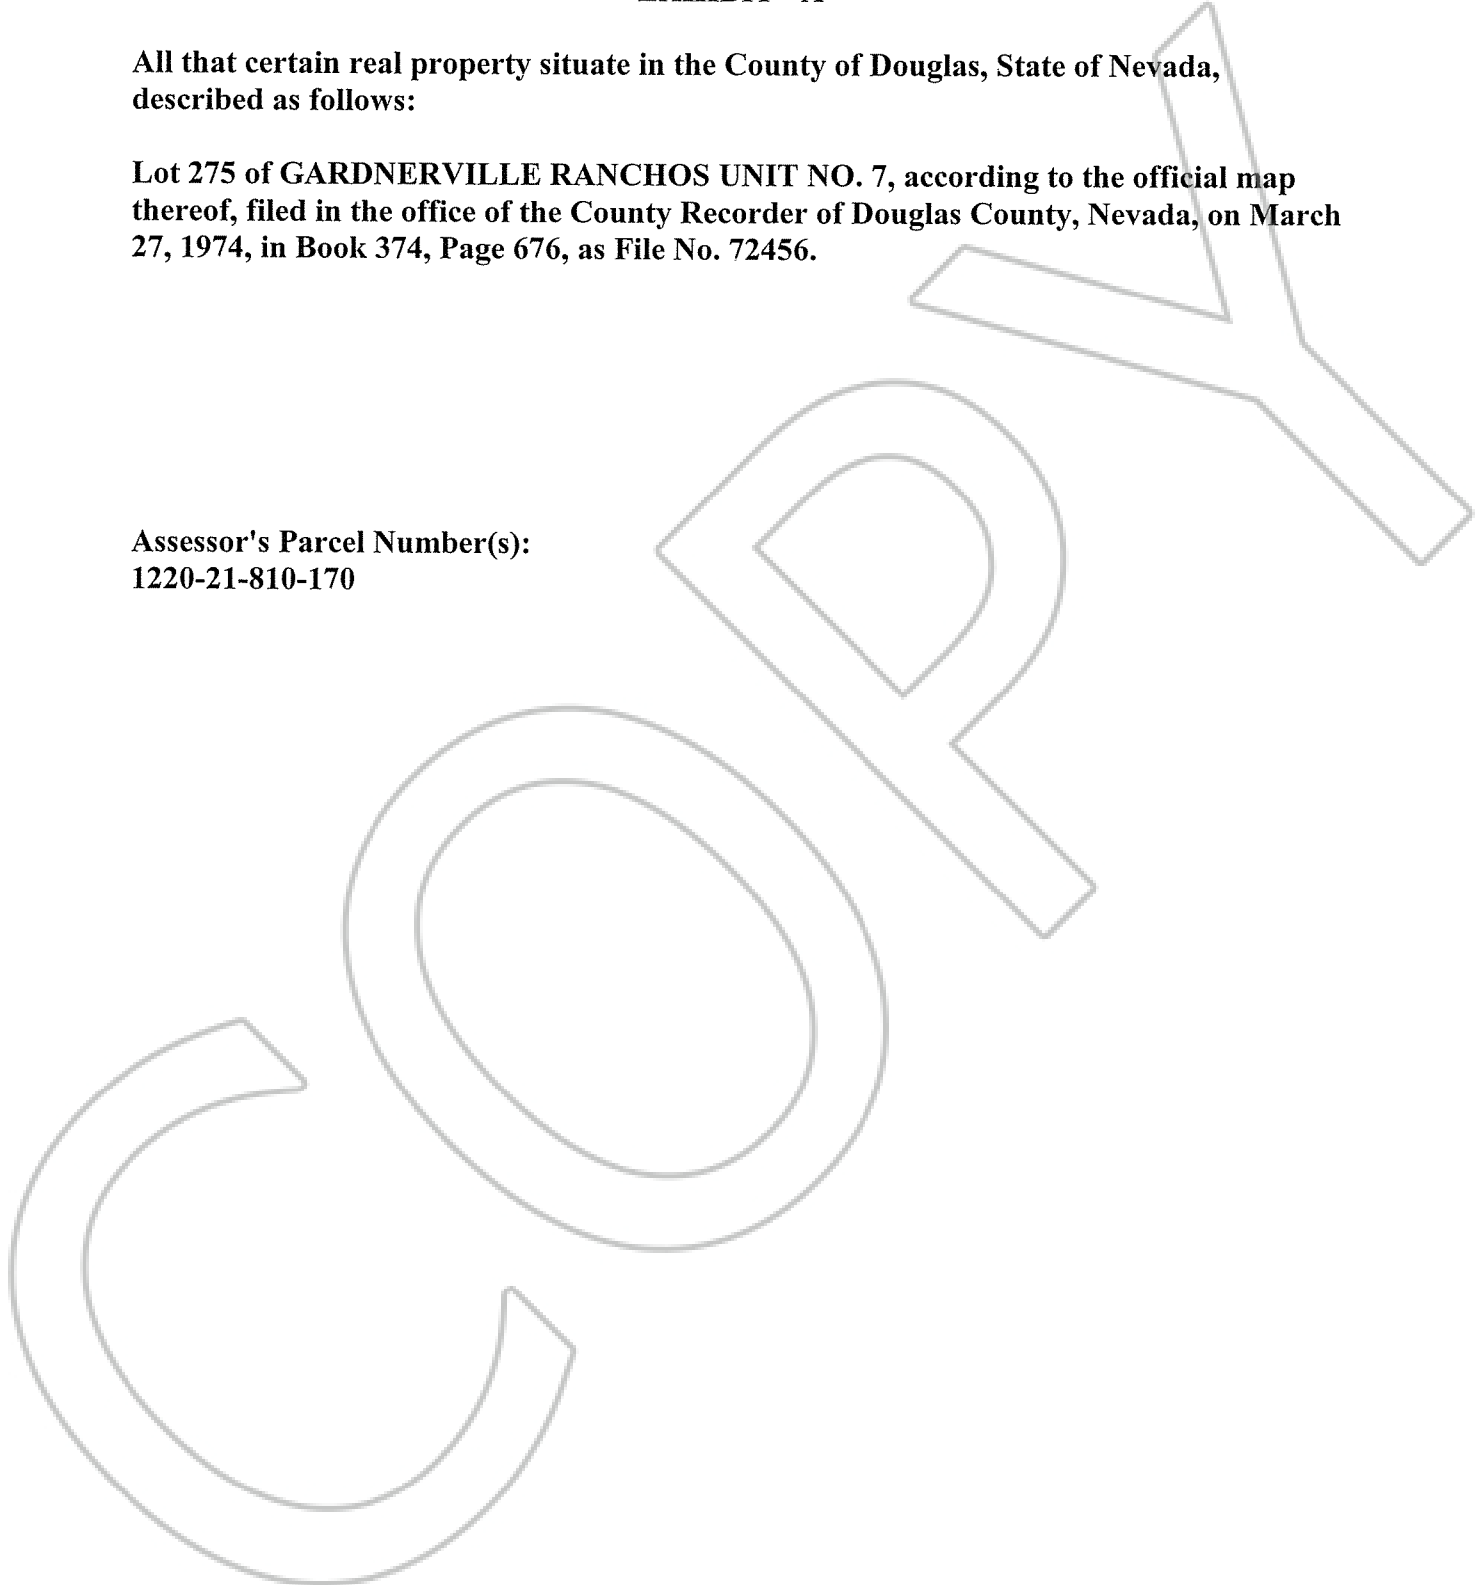 All that certain real property situate in the County of Douglas, State of Nevada,
described as follows:
Lot 275 of GARDNERVILLE RANCHOS UNIT NO. 7, according to the official map
thereof, filed in the office of the County Recorder of Douglas County, Nevada, on March
27, 1974, in Book 374, Page 676, as File No. 72456.
Assessor's Parcel Number(s):
1220-21-810-170
COPY